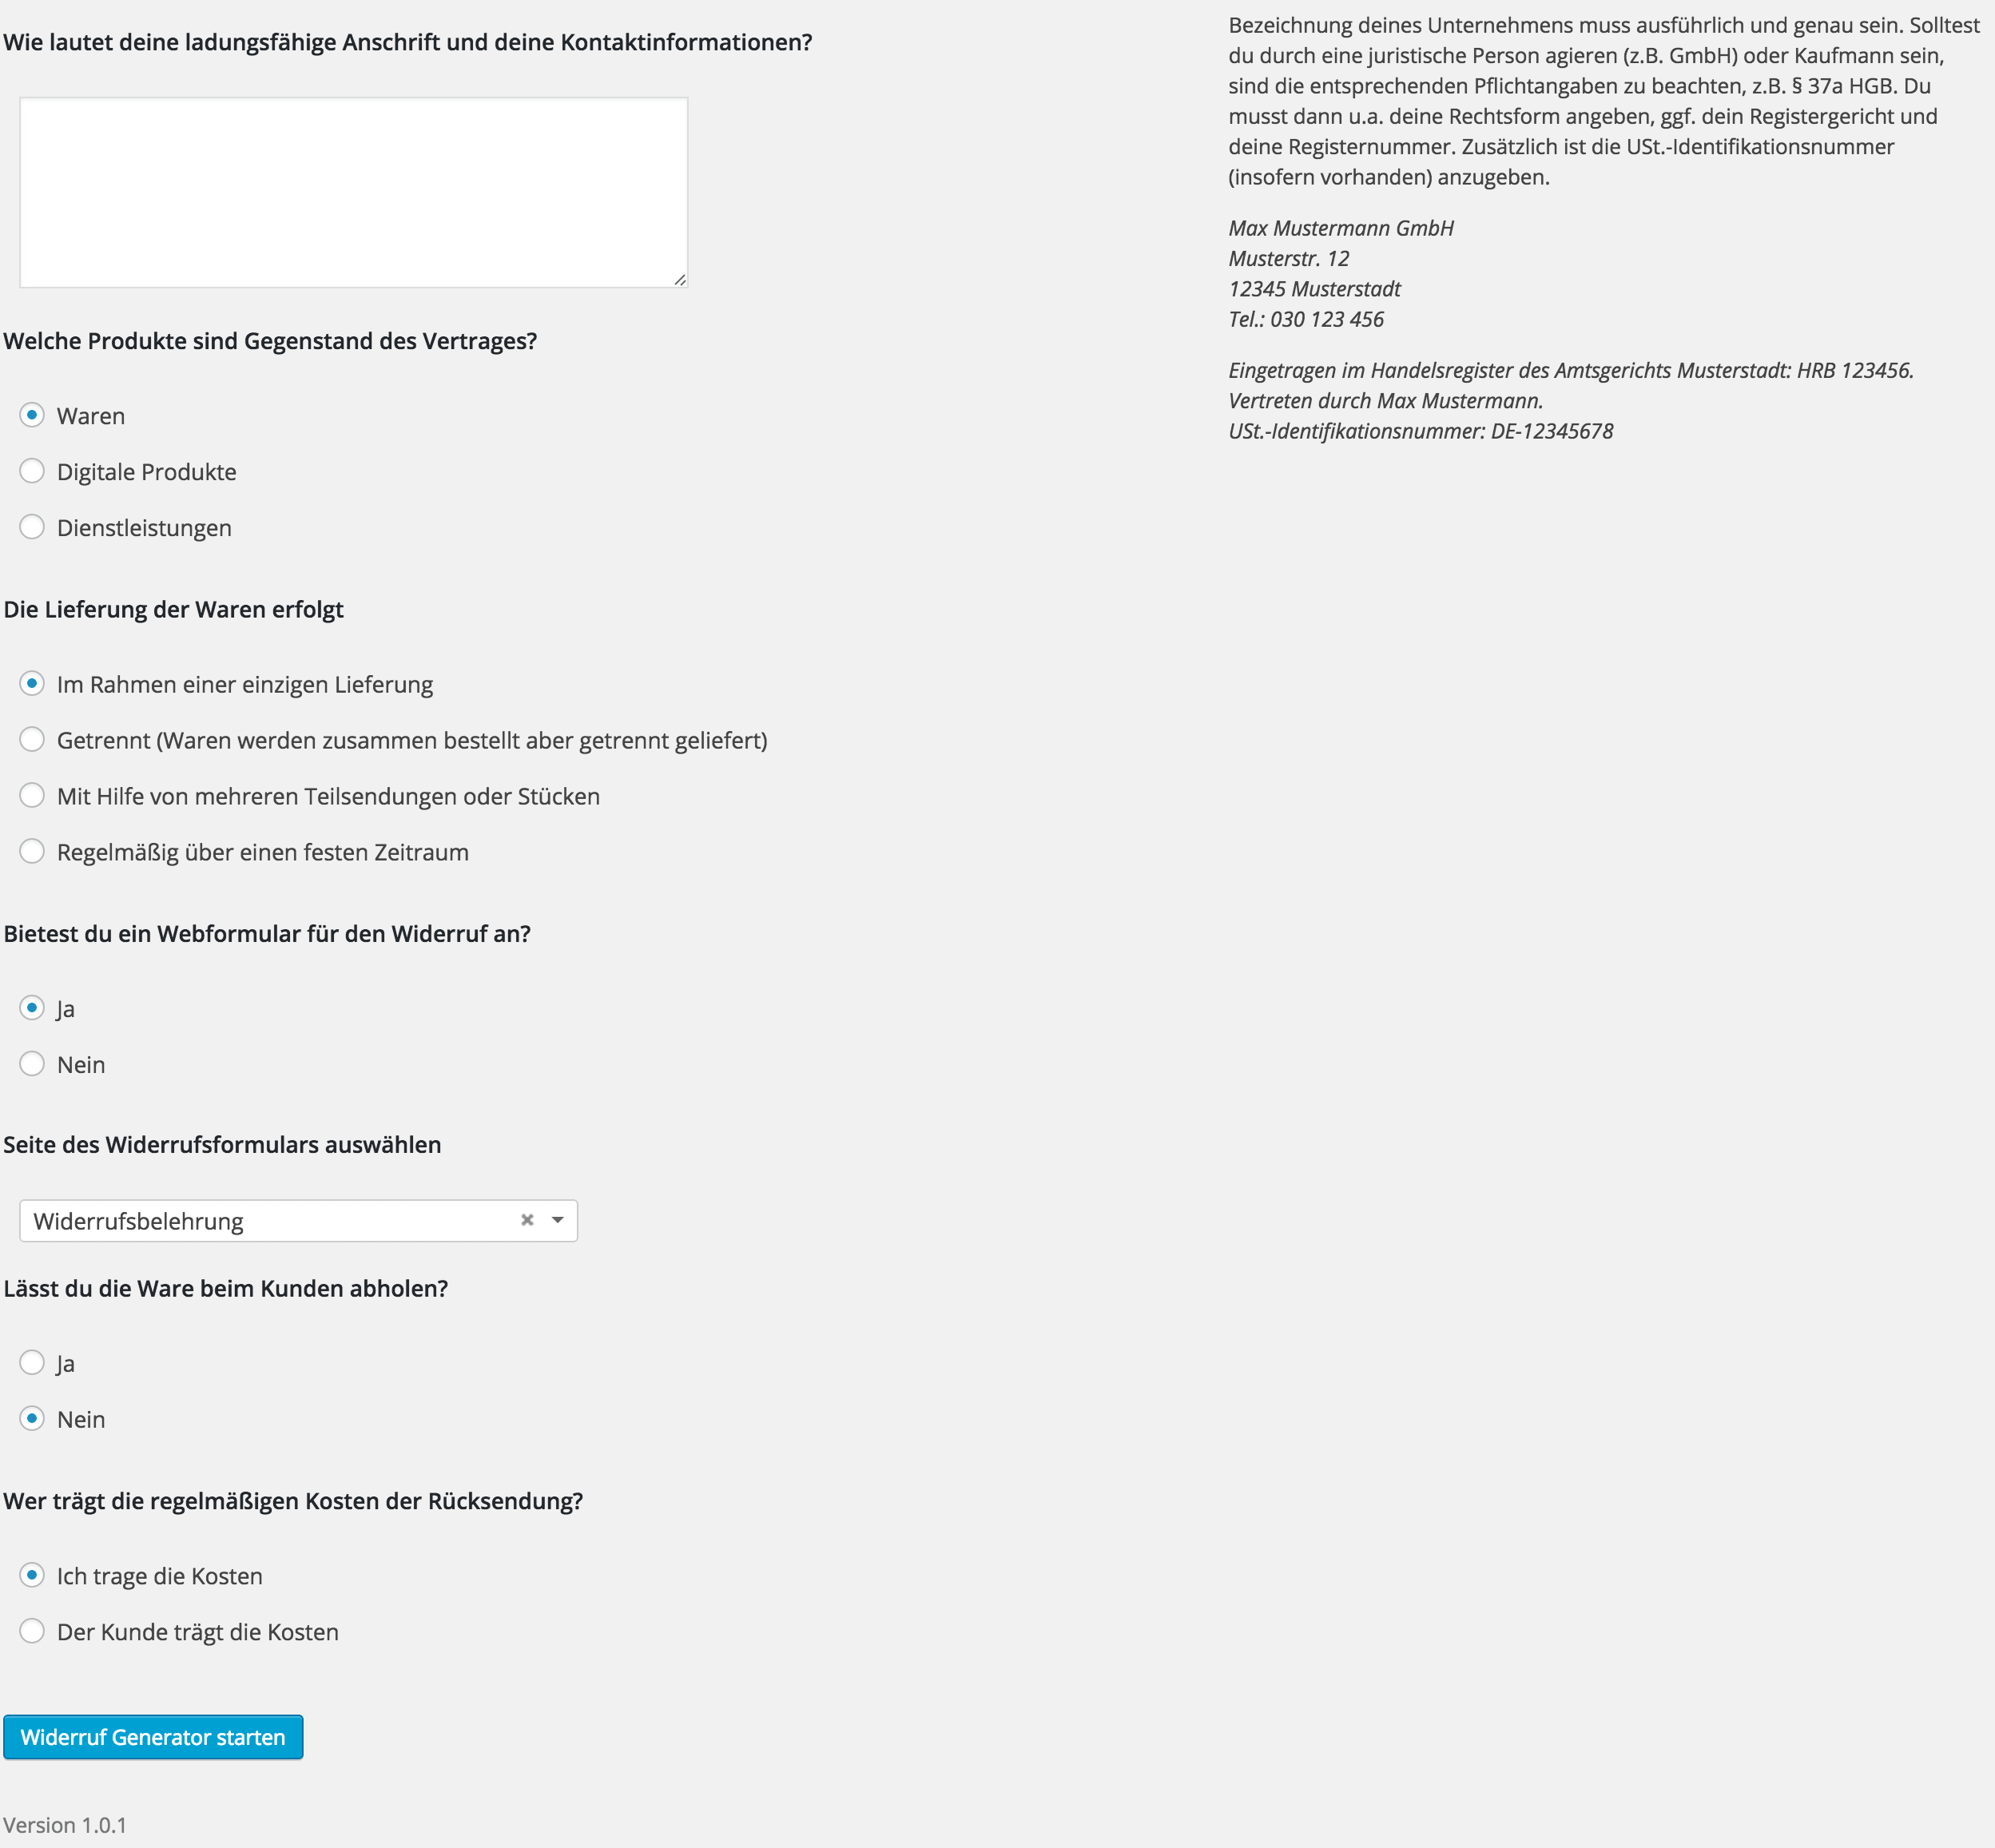 Wie lautet deine ladungsfähige Anschrift und deine Kontaktinformationen?
Welche Produkte sind Gegenstand des Vertrages?
Waren
Digitale Produkte
Dienstleistungen
Die Lieferung der Waren erfolgt
Im Rahmen einer einzigen Lieferung
Getrennt (Waren werden zusammen bestellt aber getrennt geliefert)
Mit Hilfe von mehreren Teilsendungen oder Stücken
Regelmäßig über einen festen Zeitraum
Bietest du ein Webformular für den Widerruf an?
Ja
Nein
Seite des Widerrufsformulars auswählen
Widerrufsbelehrung
Lässt du die Ware beim Kunden abholen?
Ja
Nein
Wer trägt die regelmäßigen Kosten der Rücksendung?
Ich trage die Kosten
Der Kunde trägt die Kosten
Widerruf Generator starten
Version 1.0.1
Bezeichnung deines Unternehmens muss ausführlich und genau sein. Solltest
du durch eine juristische Person agieren (z.B. GmbH) oder Kaufmann sein,
sind die entsprechenden Pflichtangaben zu beachten, z.B. § 37a HGB. Du
musst dann u.a. deine Rechtsform angeben, ggf. dein Registergericht und
deine Registernummer. Zusätzlich ist die USt.-Identifikationsnummer
(insofern vorhanden) anzugeben.
Max Mustermann GmbH
Musterstr. 12
12345 Musterstadt
Tel.: 030 123 456
Eingetragen im Handelsregister des Amtsgerichts Musterstadt: HRB 123456.
Vertreten durch Max Mustermann.
USt.-Identifikationsnummer: DE-12345678